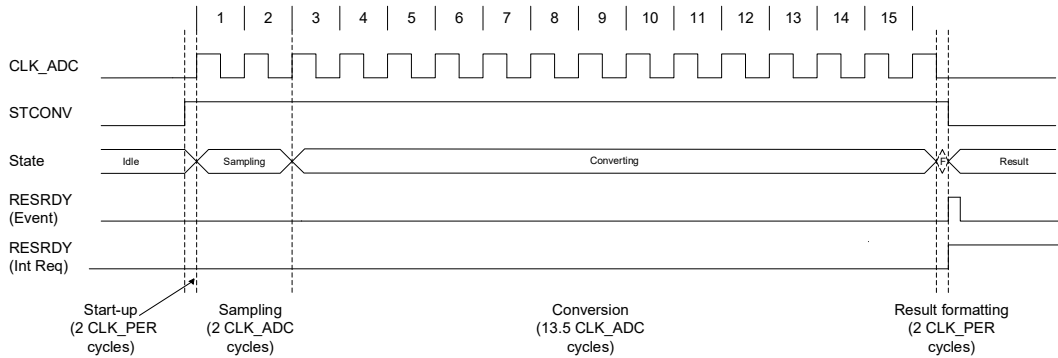 1 2 3 4 5 6 7 8 9 10 11 12 13 14 15
CLK_ADC
STCONV
State Idle Sampling Converting F Result
RESRDY
(Event)
RESRDY
(Int Req)
Start-up
(2 CLK_PER
cycles)
Sampling
(2 CLK_ADC
cycles)
Conversion
(13.5 CLK_ADC
cycles)
Result formatting
(2 CLK_PER
cycles)